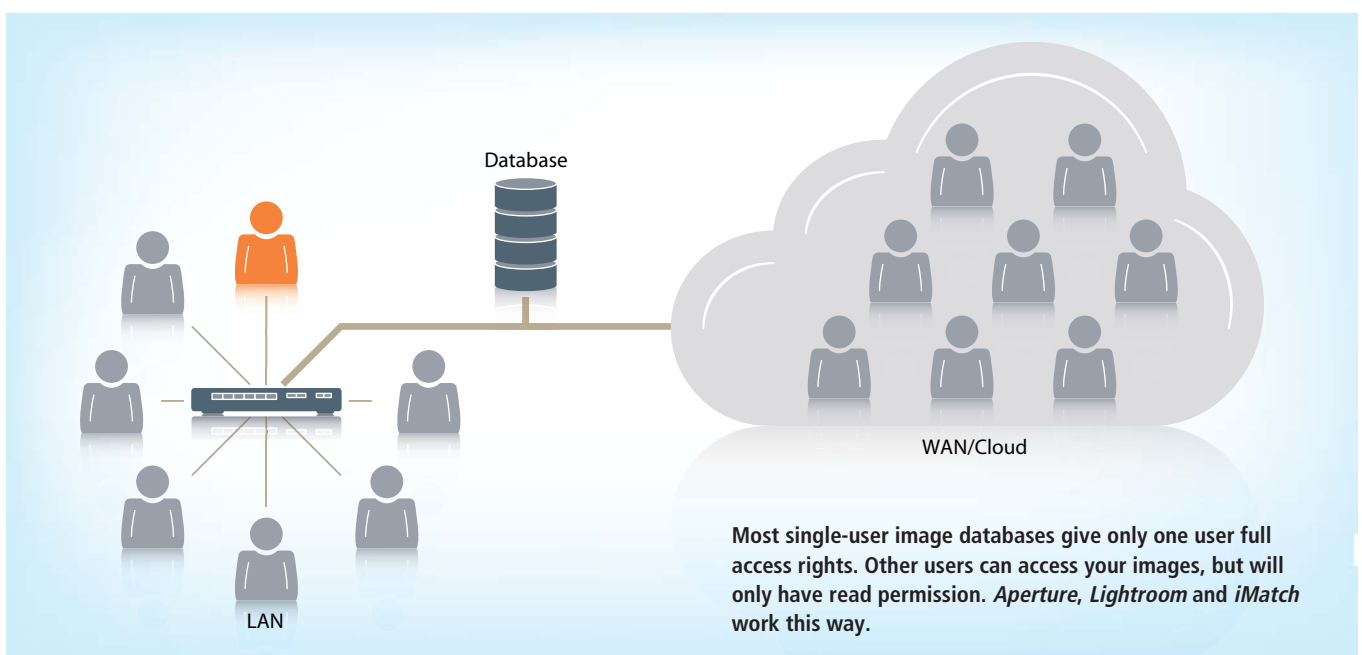 Database
WAN/Cloud
LAN
Most single-user image databases give only one user full
access rights. Other users can access your images, but will
only have read permission. Aperture, Lightroom and iMatch
work this way.